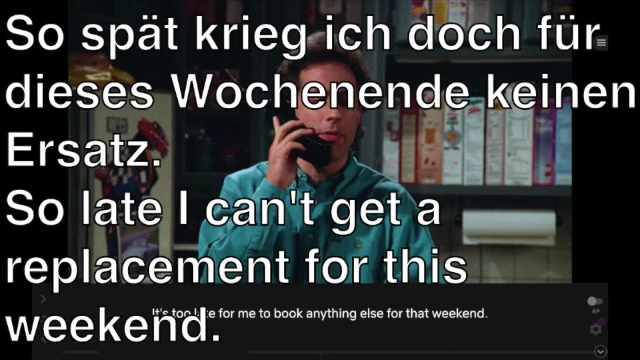 So spät krieg ich doch für
dieses Wochenende keinen
Ersatz.
So late I can't get a
replacement for this
weekend.
It's too late for me to book anything else for that weekend.
AP